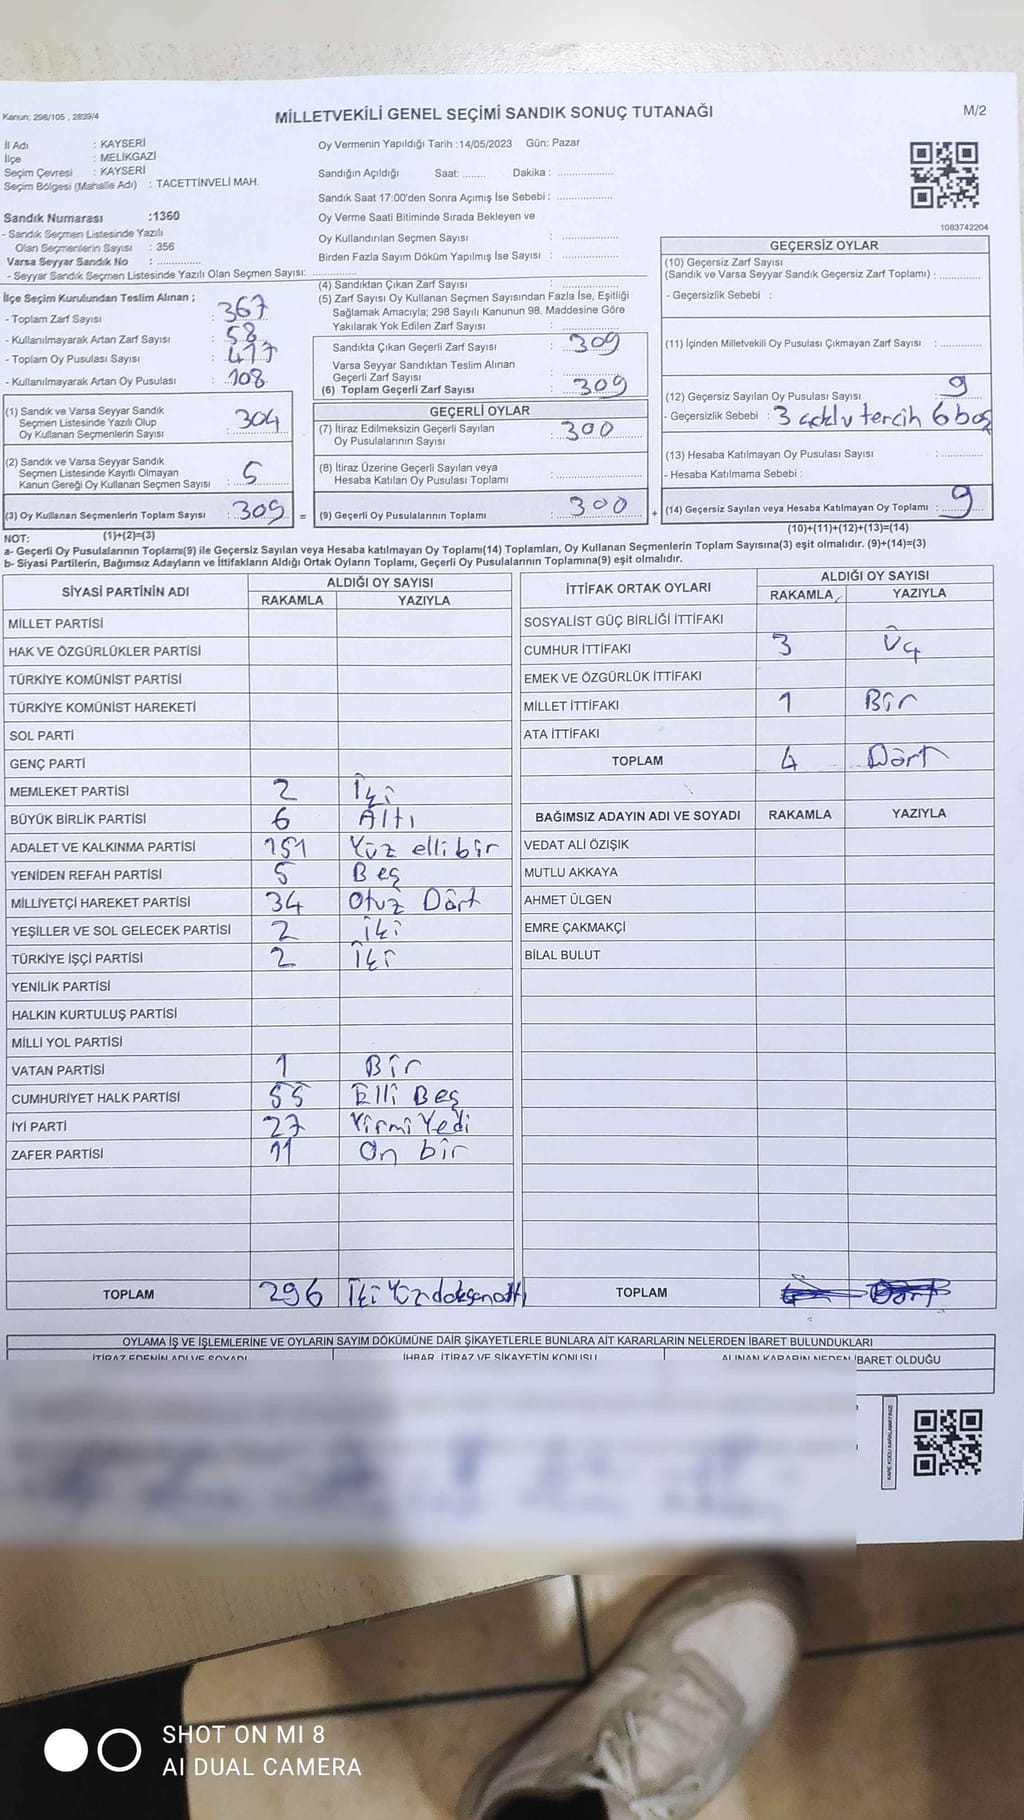 Kanun; 298/105 , 2839/4
MİLLETVEKİLİ GENEL SEÇİMİ SANDIK SONUÇ TUTANAĞI
M/2
İl Adı : KAYSERİ
İlçe : MELİKGAZİ
Seçim Çevresi : KAYSERİ
Seçim Bölgesi (Mahalle Adı) : TACETTİNVELİ MAH.
Sandık Numarası :1360
- Sandık Seçmen Listesinde Yazılı
Olan Seçmenlerin Sayısı : 356
Varsa Seyyar Sandık No : ..............
- Seyyar Sandık Seçmen Listesinde Yazılı Olan Seçmen Sayısı: ..............
Oy Vermenin Yapıldığı Tarih :14/05/2023 Gün: Pazar
Sandığın Açıldığı Saat: ....... Dakika : ..............
Sandık Saat 17:00'den Sonra Açımış İse Sebebi : ..............
Oy Verme Saati Bitiminde Sırada Bekleyen ve
Oy Kullandırılan Seçmen Sayısı : ..............
Birden Fazla Sayım Döküm Yapılmış İse Sayısı : ..............
1083742204
İlçe Seçim Kurulundan Teslim Alınan ;
- Toplam Zarf Sayısı : 367
- Kullanılmayarak Artan Zarf Sayısı : 58
- Toplam Oy Pusulası Sayısı : 417
- Kullanılmayarak Artan Oy Pusulası : 108
(1) Sandık ve Varsa Seyyar Sandık
Seçmen Listesinde Yazılı Olup
Oy Kullanan Seçmenlerin Sayısı : 304
(2) Sandık ve Varsa Seyyar Sandık
Seçmen Listesinde Kayıtlı Olmayan
Kanun Gereği Oy Kullanan Seçmen Sayısı : 5
(3) Oy Kullanan Seçmenlerin Toplam Sayısı : 309 =
(4) Sandıktan Çıkan Zarf Sayısı : ..............
(5) Zarf Sayısı Oy Kullanan Seçmen Sayısından Fazla İse, Eşitliği
Sağlamak Amacıyla; 298 Sayılı Kanunun 98. Maddesine Göre
Yakılarak Yok Edilen Zarf Sayısı : ..............
Sandıkta Çıkan Geçerli Zarf Sayısı : 309
Varsa Seyyar Sandıktan Teslim Alınan
Geçerli Zarf Sayısı : ..............
(6) Toplam Geçerli Zarf Sayısı : 309
GEÇERLİ OYLAR
(7) İtiraz Edilmeksizin Geçerli Sayılan
Oy Pusulalarının Sayısı : 300
(8) İtiraz Üzerine Geçerli Sayılan veya
Hesaba Katılan Oy Pusulası Toplamı : ..............
(9) Geçerli Oy Pusulalarının Toplamı : 300 +
GEÇERSİZ OYLAR
(10) Geçersiz Zarf Sayısı
(Sandık ve Varsa Seyyar Sandık Geçersiz Zarf Toplamı) : ..............
- Geçersizlik Sebebi :
(11) İçinden Milletvekili Oy Pusulası Çıkmayan Zarf Sayısı : ..............
(12) Geçersiz Sayılan Oy Pusulası Sayısı : 9
- Geçersizlik Sebebi : 3 çoklu tercih 6 boş
(13) Hesaba Katılmayan Oy Pusulası Sayısı : ..............
- Hesaba Katılmama Sebebi :
(14) Geçersiz Sayılan veya Hesaba Katılmayan Oy Toplamı : 9
NOT: (1)+(2)=(3)
(10)+(11)+(12)+(13)=(14)
a- Geçerli Oy Pusulalarının Toplamı(9) ile Geçersiz Sayılan veya Hesaba katılmayan Oy Toplamı(14) Toplamları, Oy Kullanan Seçmenlerin Toplam Sayısına(3) eşit olmalıdır. (9)+(14)=(3)
b- Siyasi Partilerin, Bağımsız Adayların ve İttifakların Aldığı Ortak Oyların Toplamı, Geçerli Oy Pusulasının Toplamına(9) eşit olmalıdır.
SİYASİ PARTİNİN ADI ALDIĞI OY SAYISI
RAKAMLA YAZIYLA
MİLLET PARTİSİ
HAK VE ÖZGÜRLÜKLER PARTİSİ
TÜRKİYE KOMÜNİST PARTİSİ
TÜRKİYE KOMÜNİST HAREKETİ
SOL PARTİ
GENÇ PARTİ
MEMLEKET PARTİSİ 2 İki
BÜYÜK BİRLİK PARTİSİ 6 Altı
ADALET VE KALKINMA PARTİSİ 151 Yüz elli bir
YENİDEN REFAH PARTİSİ 5 Beş
MİLLİYETÇİ HAREKET PARTİSİ 34 Otuz Dört
YEŞİLLER VE SOL GELECEK PARTİSİ 2 İki
TÜRKİYE İŞÇİ PARTİSİ 2 İki
YENİLİK PARTİSİ
HALKIN KURTULUŞ PARTİSİ
MİLLİ YOL PARTİSİ
VATAN PARTİSİ 1 Bir
CUMHURİYET HALK PARTİSİ 55 Elli Beş
İYİ PARTİ 27 Yirmi Yedi
ZAFER PARTİSİ 11 On bir
TOPLAM 296 İki Yüz doksan altı
İTTİFAK ORTAK OYLARI ALDIĞI OY SAYISI
RAKAMLA YAZIYLA
SOSYALİST GÜÇ BİRLİĞİ İTTİFAKI
CUMHUR İTTİFAKI 3 Üç
EMEK VE ÖZGÜRLÜK İTTİFAKI
MİLLET İTTİFAKI 1 Bir
ATA İTTİFAKI
TOPLAM 4 Dört
BAĞIMSIZ ADAYIN ADI VE SOYADI RAKAMLA YAZIYLA
VEDAT ALİ ÖZIŞIK
MUTLU AKKAYA
AHMET ÜLGEN
EMRE ÇAKMAKÇİ
BİLAL BULUT
TOPLAM 4 Dört
OYLAMA İŞ VE İŞLEMLERİNE VE OYLARIN SAYIM DÖKÜMÜNE DAİR ŞİKAYETLERLE BUNLARA AİT KARARLARIN NELERDEN İBARET BULUNDUKLARI
İTİRAZ EDENİN ADI VE SOYADI İHBAR, İTİRAZ VE ŞİKAYETİN KONUSU ALINAN KARARIN NEDEN İBARET OLDUĞU
KARE KODU KARALAMAYINIZ
SHOT ON MI 8
AI DUAL CAMERA